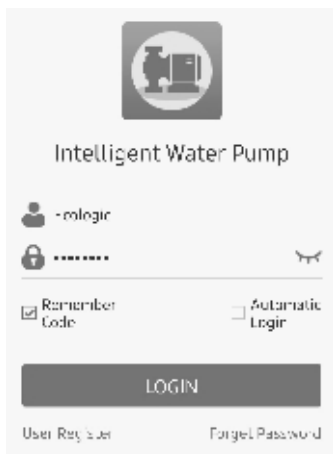 Intelligent Water Pump
········
Remember
Code
Automatic
Login
LOGIN
User Register
Forget Password